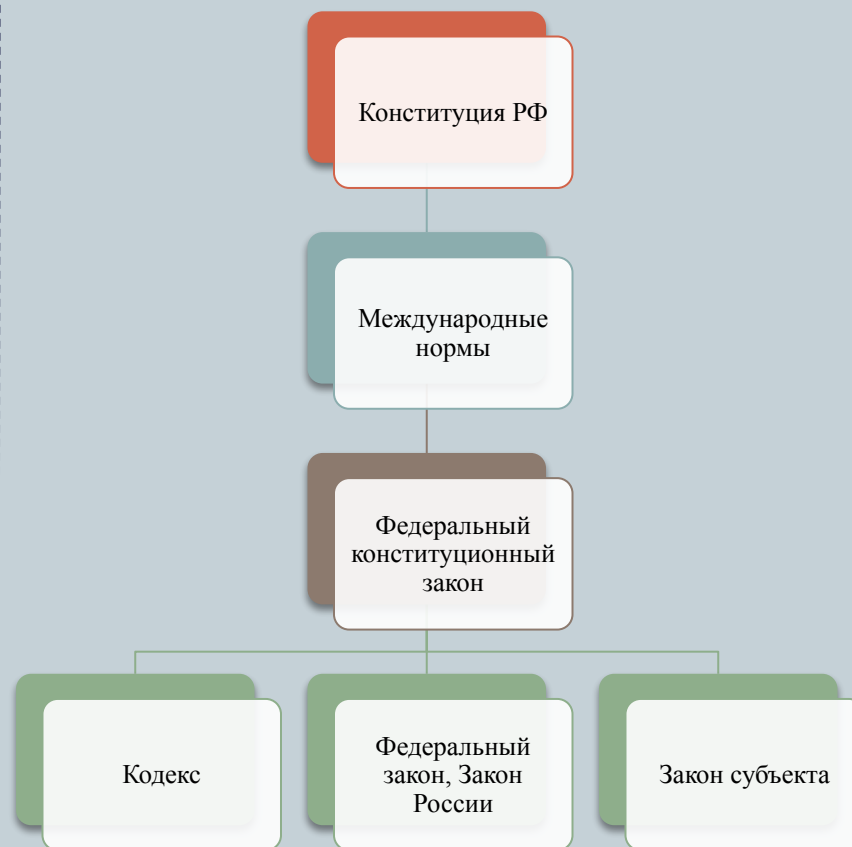 Конституция РФ
Международные
нормы
Федеральный
конституционный
закон
Кодекс
Федеральный
закон, Закон
России
Закон субъекта